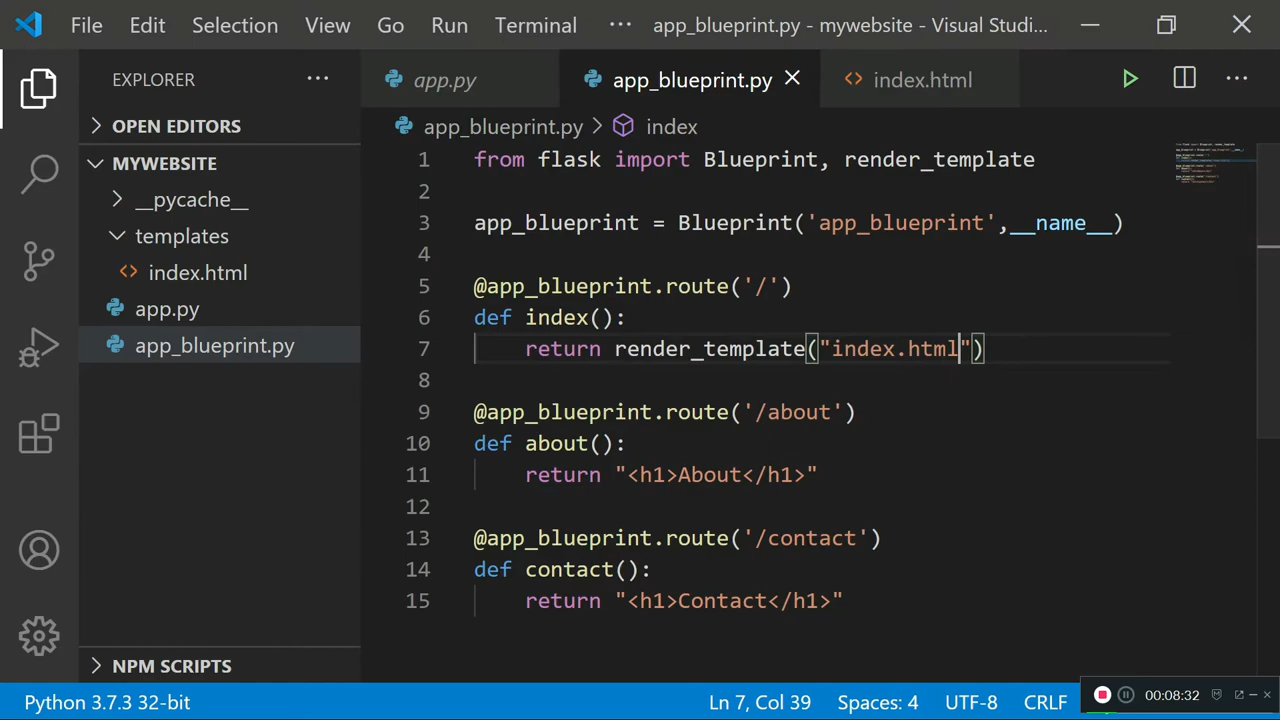 File Edit Selection View Go Run Terminal ··· app_blueprint.py - mywebsite - Visual Studio...
EXPLORER ···
OPEN EDITORS
MYWEBSITE
__pycache__
templates
index.html
app.py
app_blueprint.py
NPM SCRIPTS
app.py app_blueprint.py index.html ···
app_blueprint.py > index
1 from flask import Blueprint, render_template
2
3 app_blueprint = Blueprint('app_blueprint',__name__)
4
5 @app_blueprint.route('/')
6 def index():
7 return render_template("index.html")
8
9 @app_blueprint.route('/about')
10 def about():
11 return "<h1>About</h1>"
12
13 @app_blueprint.route('/contact')
14 def contact():
15 return "<h1>Contact</h1>"
Python 3.7.3 32-bit Ln 7, Col 39 Spaces: 4 UTF-8 CRLF
00:08:32